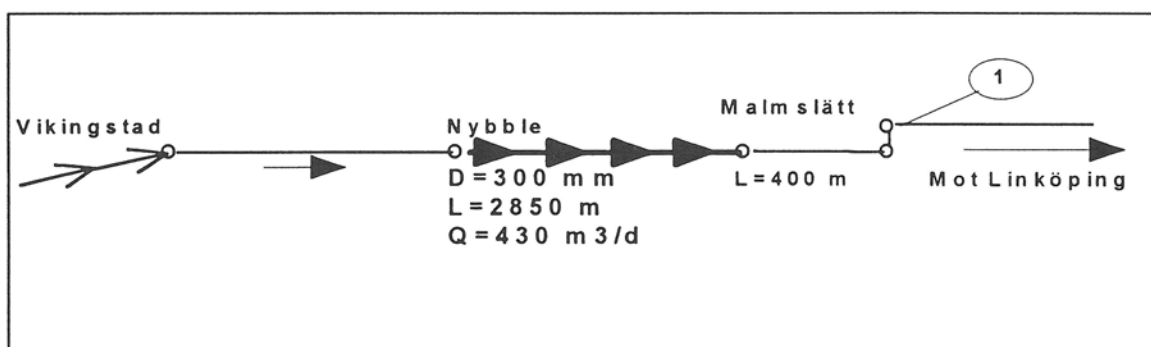 1
Malmslätt
Vikingstad
Nybble
D=300 mm
L=2850 m
Q=430 m3/d
L=400 m
Mot Linköping